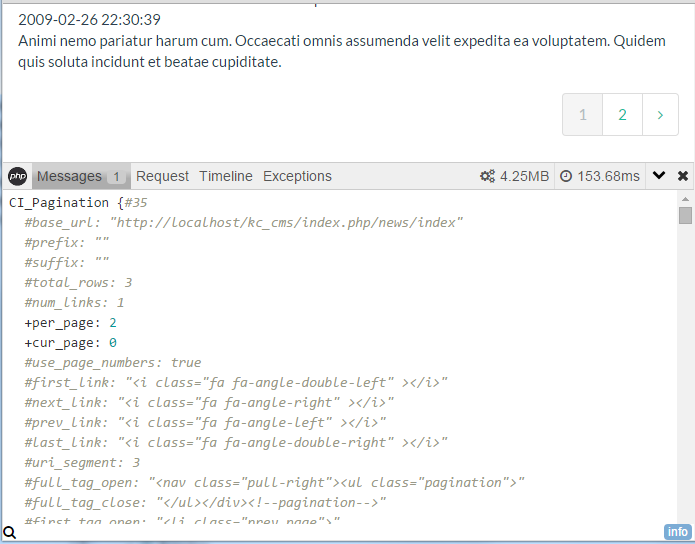 2009-02-26 22:30:39
Animi nemo pariatur harum cum. Occaecati omnis assumenda velit expedita ea voluptatem. Quidem
quis soluta incidunt et beatae cupiditate.
1 2 >
php Messages 1 Request Timeline Exceptions 4.25MB 153.68ms
CI_Pagination {#35
#base_url: "http://localhost/kc_cms/index.php/news/index"
#prefix: ""
#suffix: ""
#total_rows: 3
#num_links: 1
+per_page: 2
+cur_page: 0
#use_page_numbers: true
#first_link: "<i class="fa fa-angle-double-left" ></i>"
#next_link: "<i class="fa fa-angle-right" ></i>"
#prev_link: "<i class="fa fa-angle-left" ></i>"
#last_link: "<i class="fa fa-angle-double-right" ></i>"
#uri_segment: 3
#full_tag_open: "<nav class="pull-right"><ul class="pagination">"
#full_tag_close: "</ul></div><!--pagination-->"
#first_tag_open: "<li class="prev page">"
info